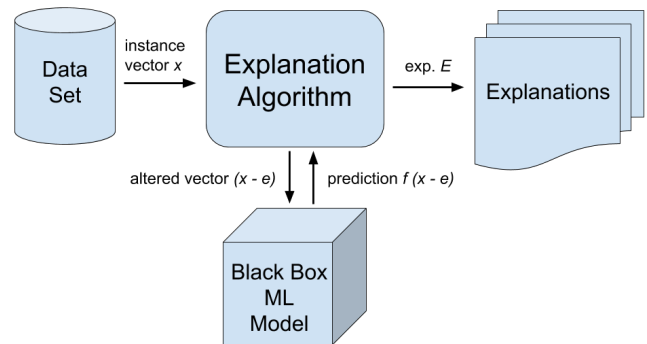 Data
Set
instance
vector x
Explanation
Algorithm
exp. E
Explanations
altered vector (x - e)
prediction f (x - e)
Black Box
ML
Model